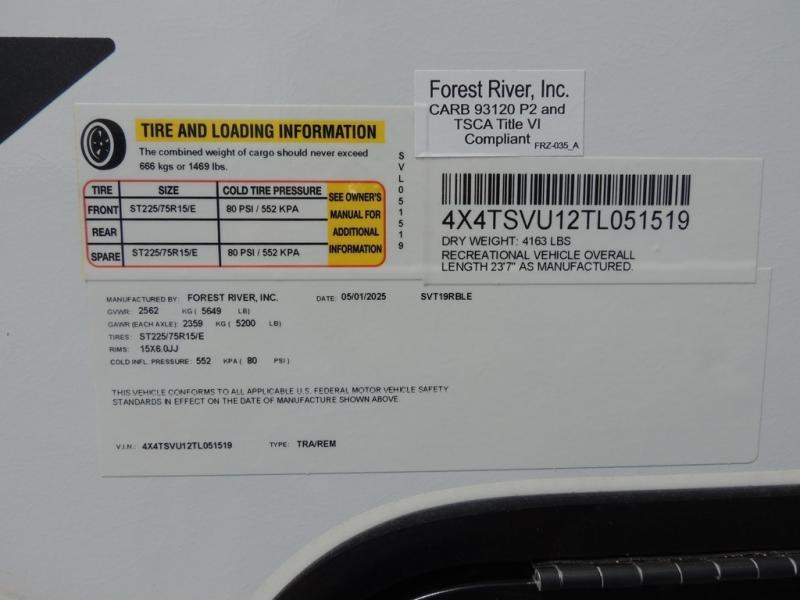 Forest River, Inc.
CARB 93120 P2 and
TSCA Title VI
Compliant FRZ-035_A
TIRE AND LOADING INFORMATION
The combined weight of cargo should never exceed
666 kgs or 1469 lbs.
TIRE SIZE COLD TIRE PRESSURE SEE OWNER'S
FRONT ST225/75R15/E 80 PSI / 552 KPA MANUAL FOR
REAR ADDITIONAL
SPARE ST225/75R15/E 80 PSI / 552 KPA INFORMATION
SVL051519
4X4TSVU12TL051519
DRY WEIGHT: 4163 LBS
RECREATIONAL VEHICLE OVERALL
LENGTH 23'7" AS MANUFACTURED.
MANUFACTURED BY: FOREST RIVER, INC. DATE: 05/01/2025 SVT19RBLE
GVWR: 2562 KG ( 5649 LB)
GAWR (EACH AXLE): 2359 KG ( 5200 LB)
TIRES: ST225/75R15/E
RIMS: 15X6.0JJ
COLD INFL. PRESSURE: 552 KPA ( 80 PSI )
THIS VEHICLE CONFORMS TO ALL APPLICABLE U.S. FEDERAL MOTOR VEHICLE SAFETY
STANDARDS IN EFFECT ON THE DATE OF MANUFACTURE SHOWN ABOVE.
V.I.N.: 4X4TSVU12TL051519 TYPE: TRA/REM